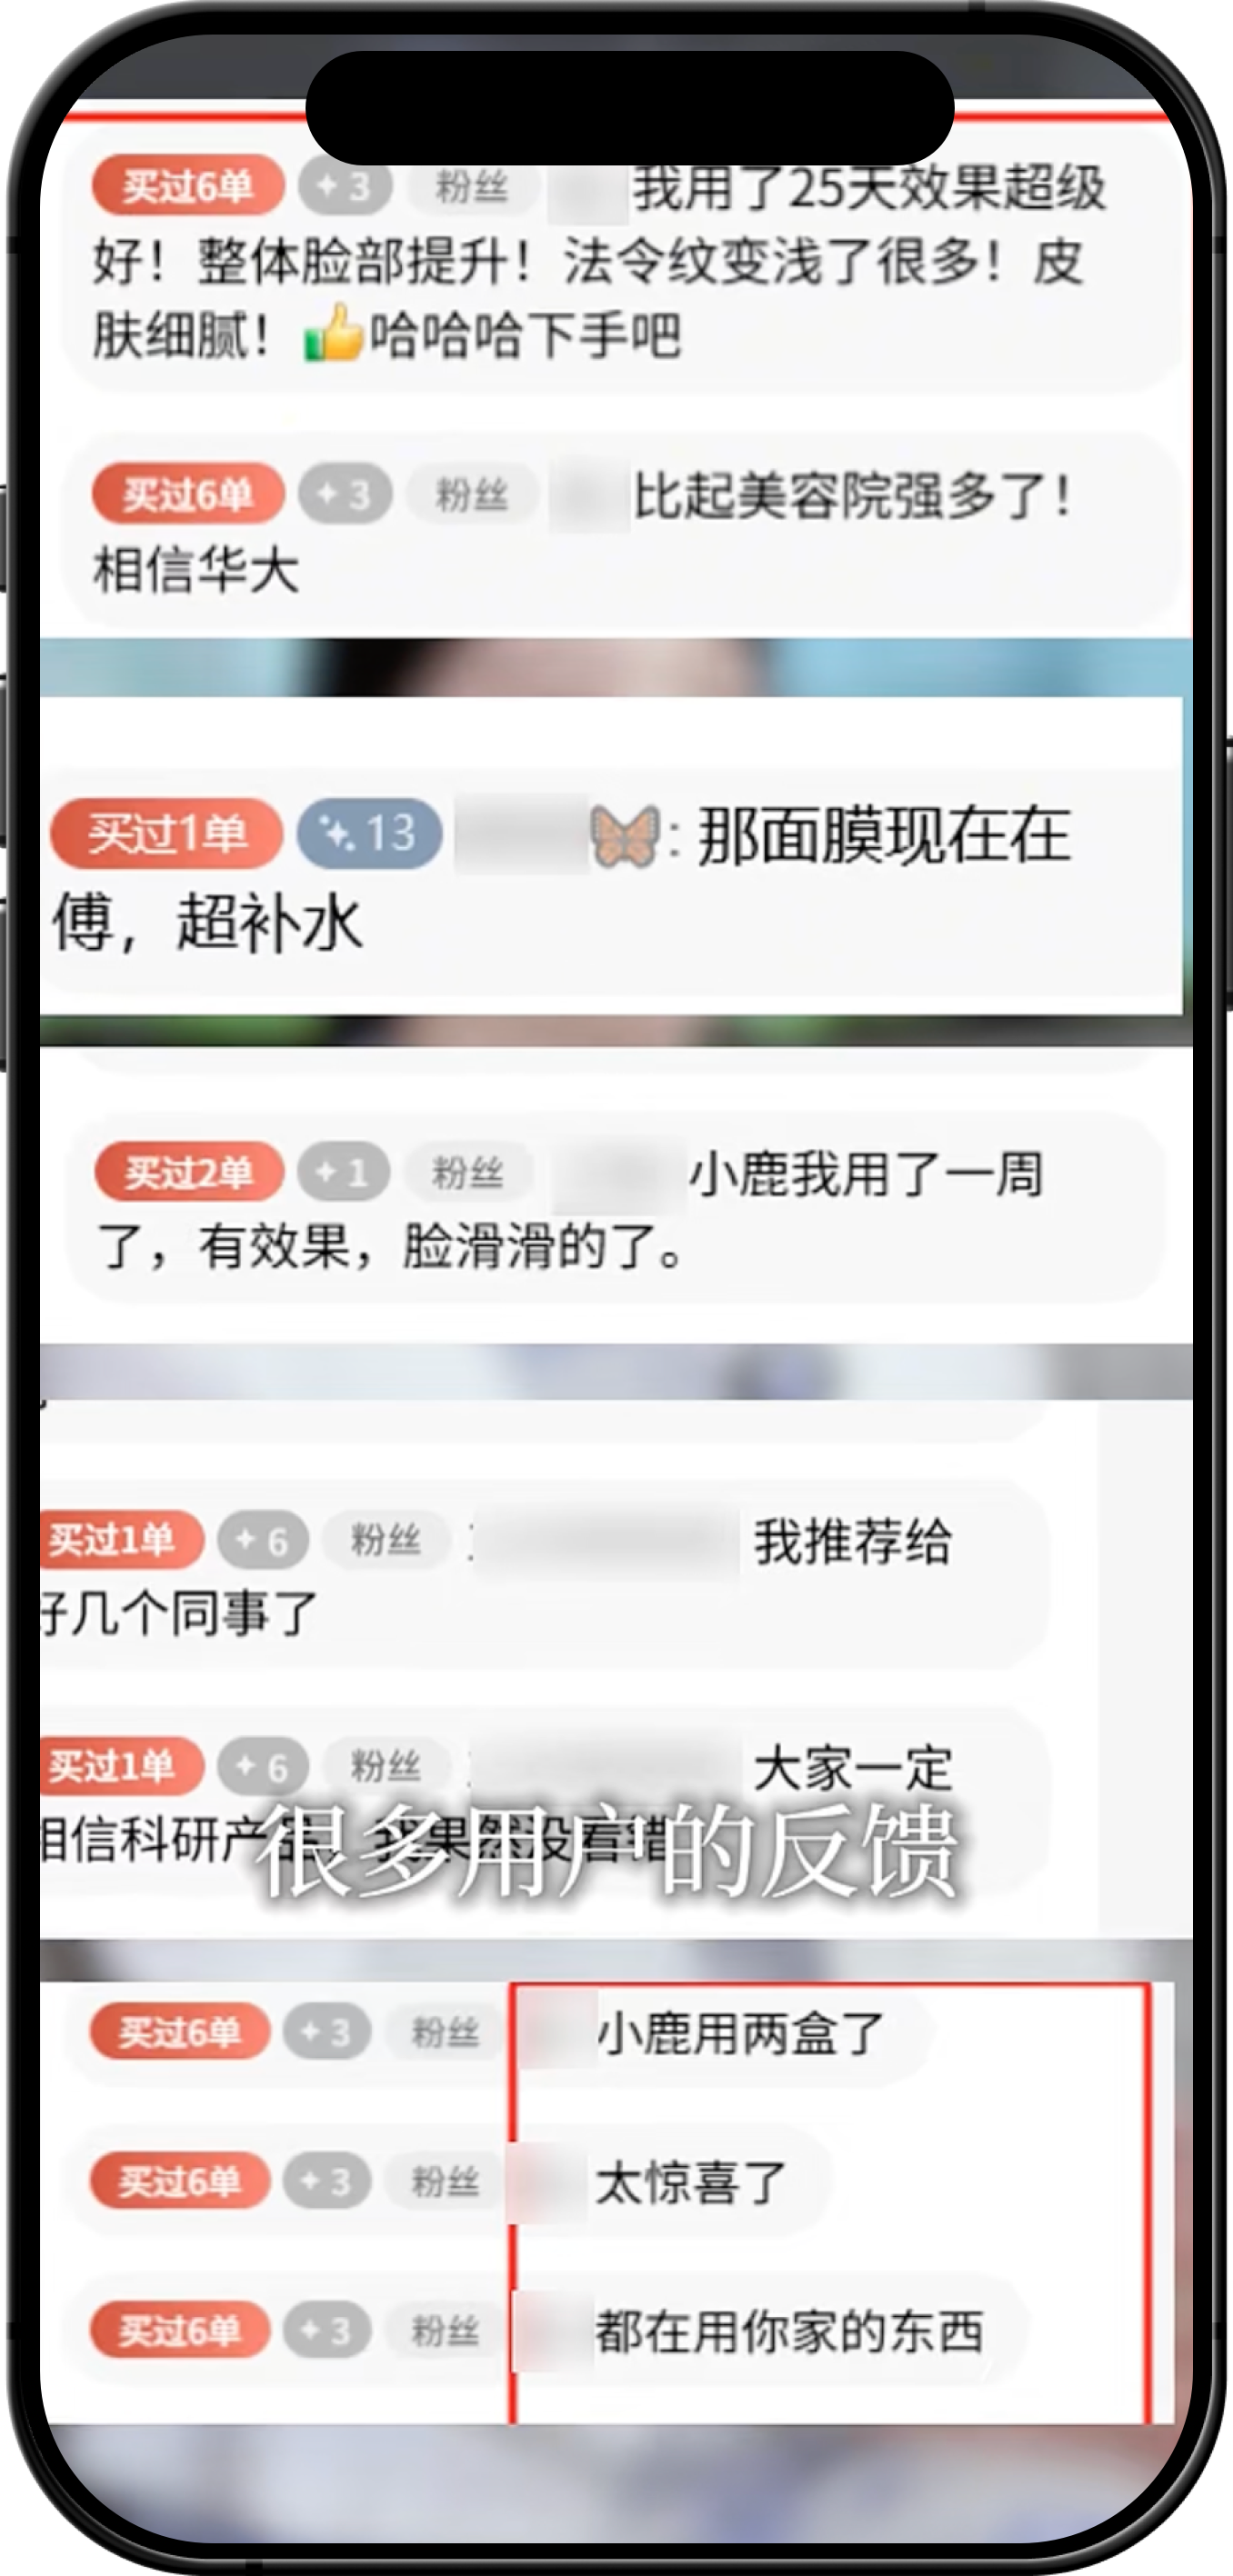 买过6单 3 粉丝 我用了25天效果超级
好！整体脸部提升！法令纹变浅了很多！皮
肤细腻！👍哈哈哈下手吧
买过6单 3 粉丝 比起美容院强多了！
相信华大
买过1单 13 🦋：那面膜现在在
傅，超补水
买过2单 1 粉丝 小鹿我用了一周
了，有效果，脸滑滑的了。
买过1单 6 粉丝 我推荐给
好几个同事了
买过1单 6 粉丝 大家一定
相信科研产品，我果然没看错
很多用户的反馈
买过6单 3 粉丝 小鹿用两盒了
买过6单 3 粉丝 太惊喜了
买过6单 3 粉丝 都在用你家的东西